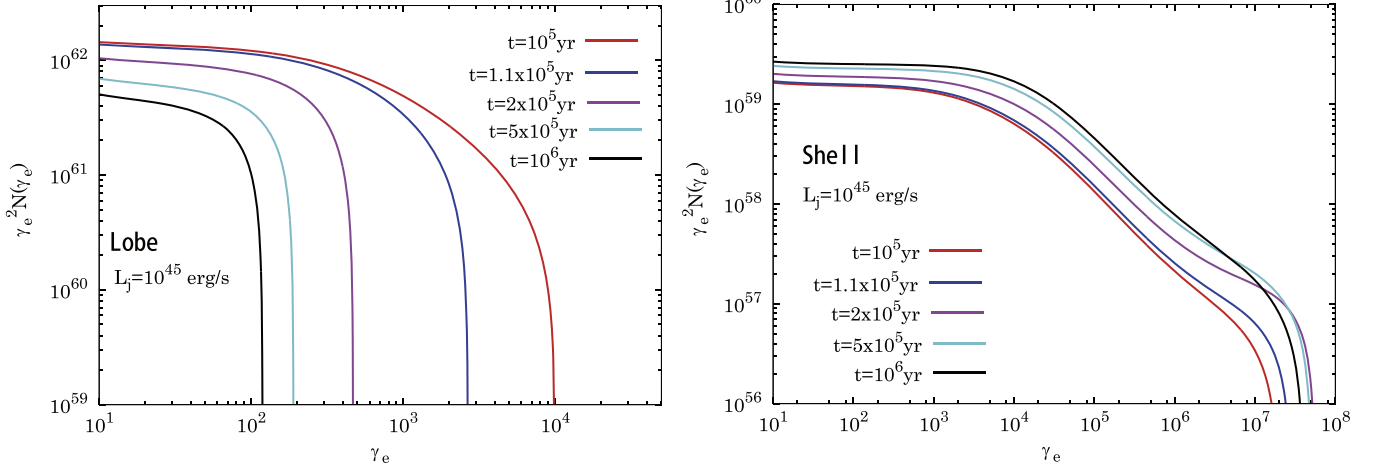 10^62
10^61
10^60
10^59
γ_e^2N(γ_e)
t=10^5yr
t=1.1x10^5yr
t=2x10^5yr
t=5x10^5yr
t=10^6yr
Lobe
L_j=10^45 erg/s
10^1 10^2 10^3 10^4
γ_e
10^60
10^59
10^58
10^57
10^56
γ_e^2N(γ_e)
Shell
L_j=10^45 erg/s
t=10^5yr
t=1.1x10^5yr
t=2x10^5yr
t=5x10^5yr
t=10^6yr
10^1 10^2 10^3 10^4 10^5 10^6 10^7 10^8
γ_e